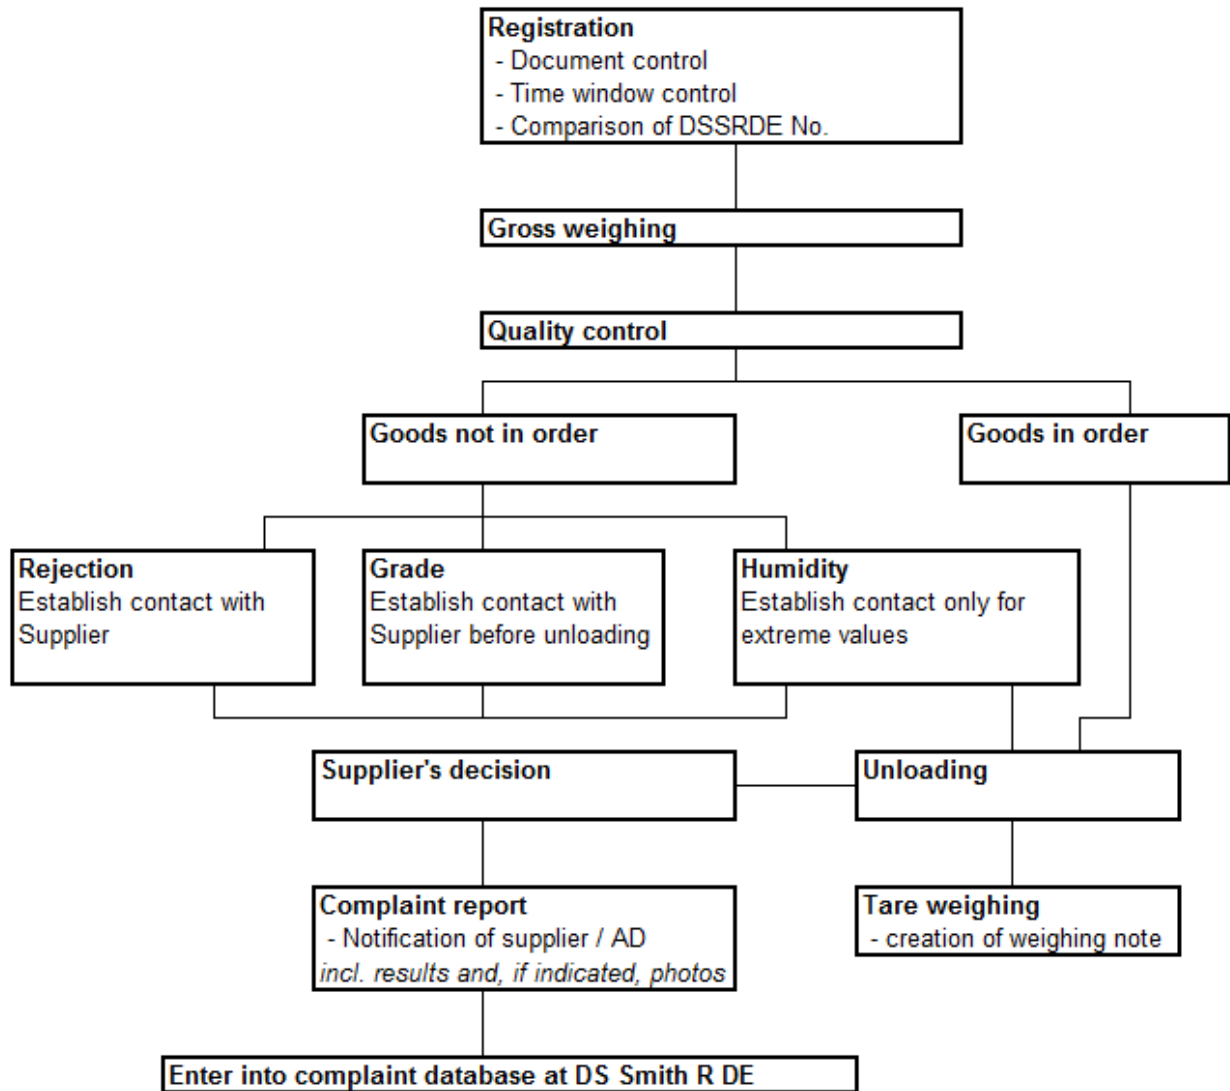 Registration
- Document control
- Time window control
- Comparison of DSSRDE No.
Gross weighing
Quality control
Goods not in order
Goods in order
Rejection
Establish contact with
Supplier
Grade
Establish contact with
Supplier before unloading
Humidity
Establish contact only for
extreme values
Supplier's decision
Unloading
Complaint report
- Notification of supplier / AD
incl. results and, if indicated, photos
Tare weighing
- creation of weighing note
Enter into complaint database at DS Smith R DE